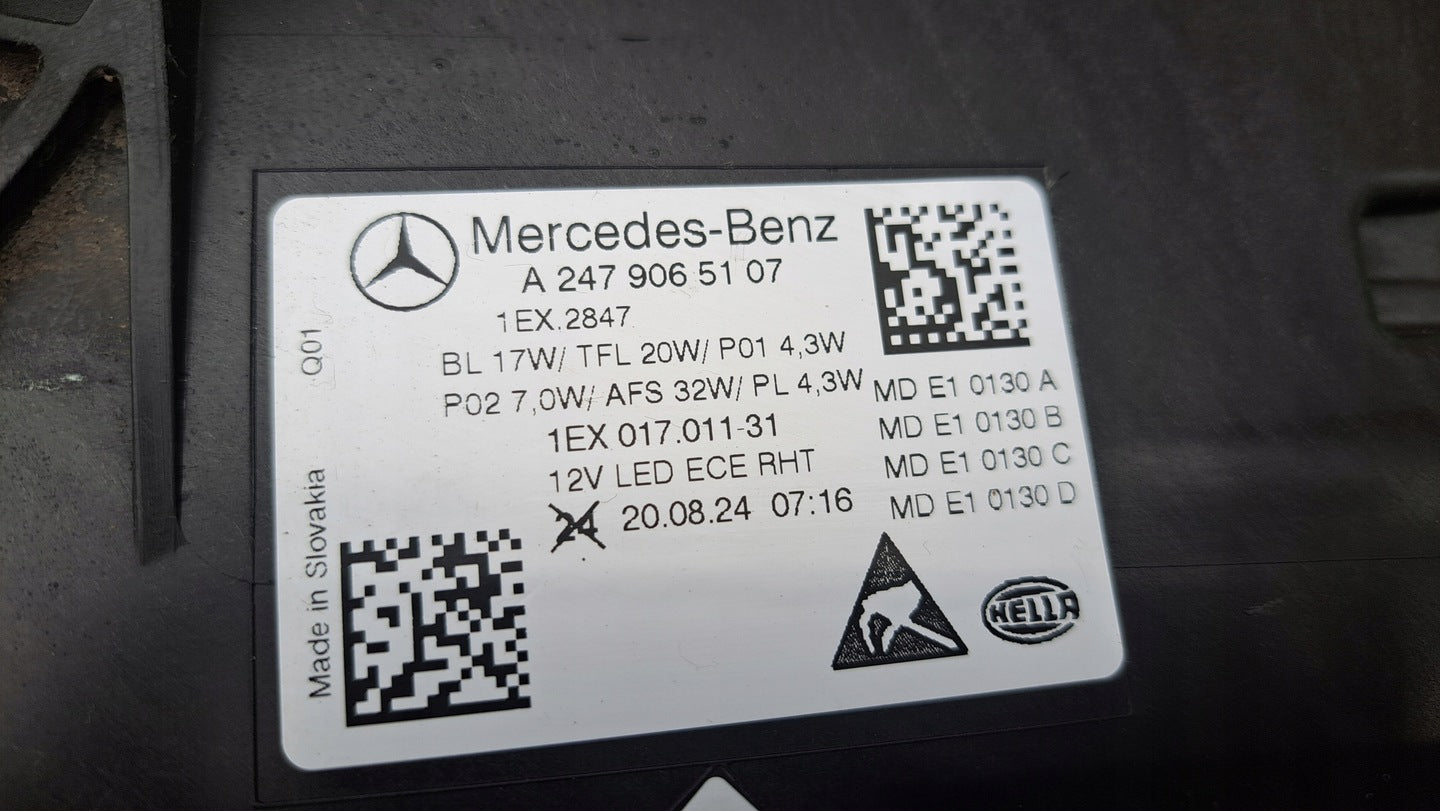 Mercedes-Benz
A 247 906 51 07
1EX.2847
BL 17W/ TFL 20W/ P01 4,3W
P02 7,0W/ AFS 32W/ PL 4,3W
1EX 017.011-31
12V LED ECE RHT
24 20.08.24 07:16
MD E1 0130 A
MD E1 0130 B
MD E1 0130 C
MD E1 0130 D
HELLA
Q01
Made in Slovakia